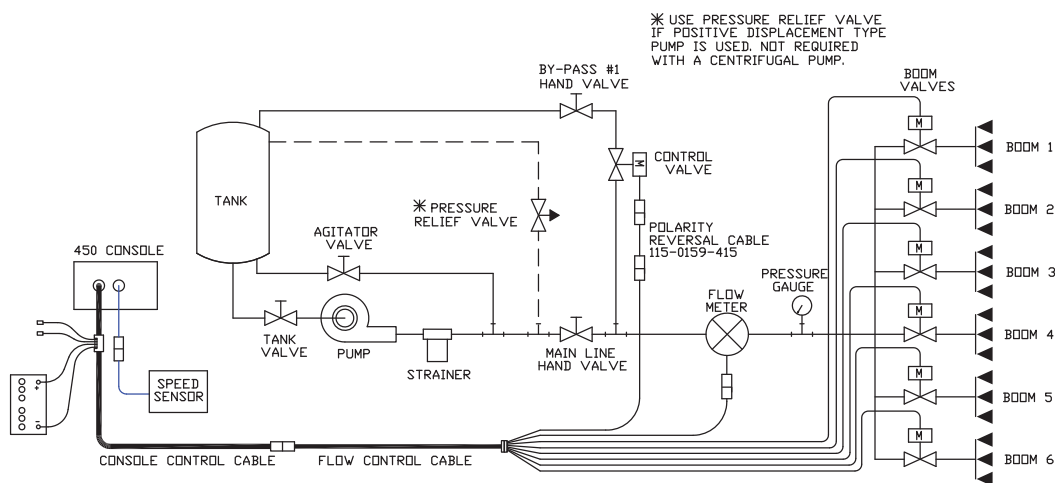 * USE PRESSURE RELIEF VALVE
IF POSITIVE DISPLACEMENT TYPE
PUMP IS USED. NOT REQUIRED
WITH A CENTRIFUGAL PUMP.
BY-PASS #1
HAND VALVE
BOOM
VALVES
M
BOOM 1
CONTROL
VALVE
M
TANK
M
BOOM 2
* PRESSURE
RELIEF VALVE
POLARITY
REVERSAL CABLE
115-0159-415
AGITATOR
VALVE
450 CONSOLE
M
BOOM 3
PRESSURE
GAUGE
FLOW
METER
M
BOOM 4
TANK
VALVE
PUMP
STRAINER
MAIN LINE
HAND VALVE
+
-
SPEED
SENSOR
M
BOOM 5
M
BOOM 6
CONSOLE CONTROL CABLE
FLOW CONTROL CABLE